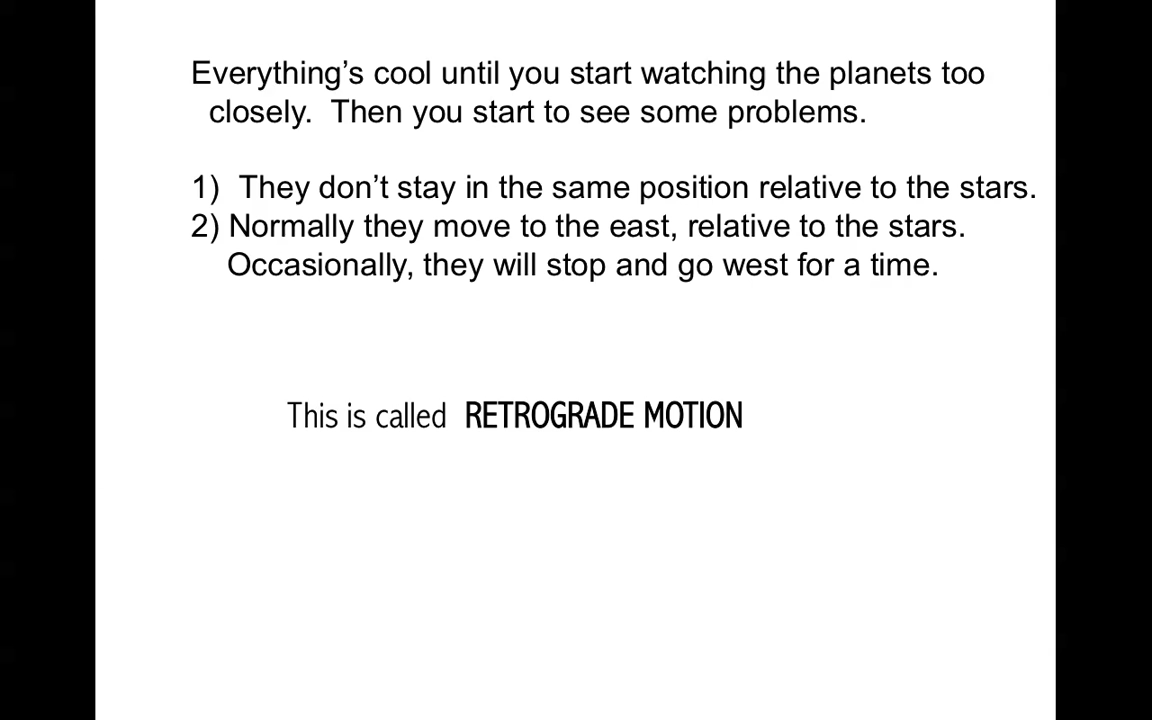 Everything’s cool until you start watching the planets too
closely.  Then you start to see some problems.
1)  They don’t stay in the same position relative to the stars.
2) Normally they move to the east, relative to the stars.
Occasionally, they will stop and go west for a time.
This is called  RETROGRADE MOTION